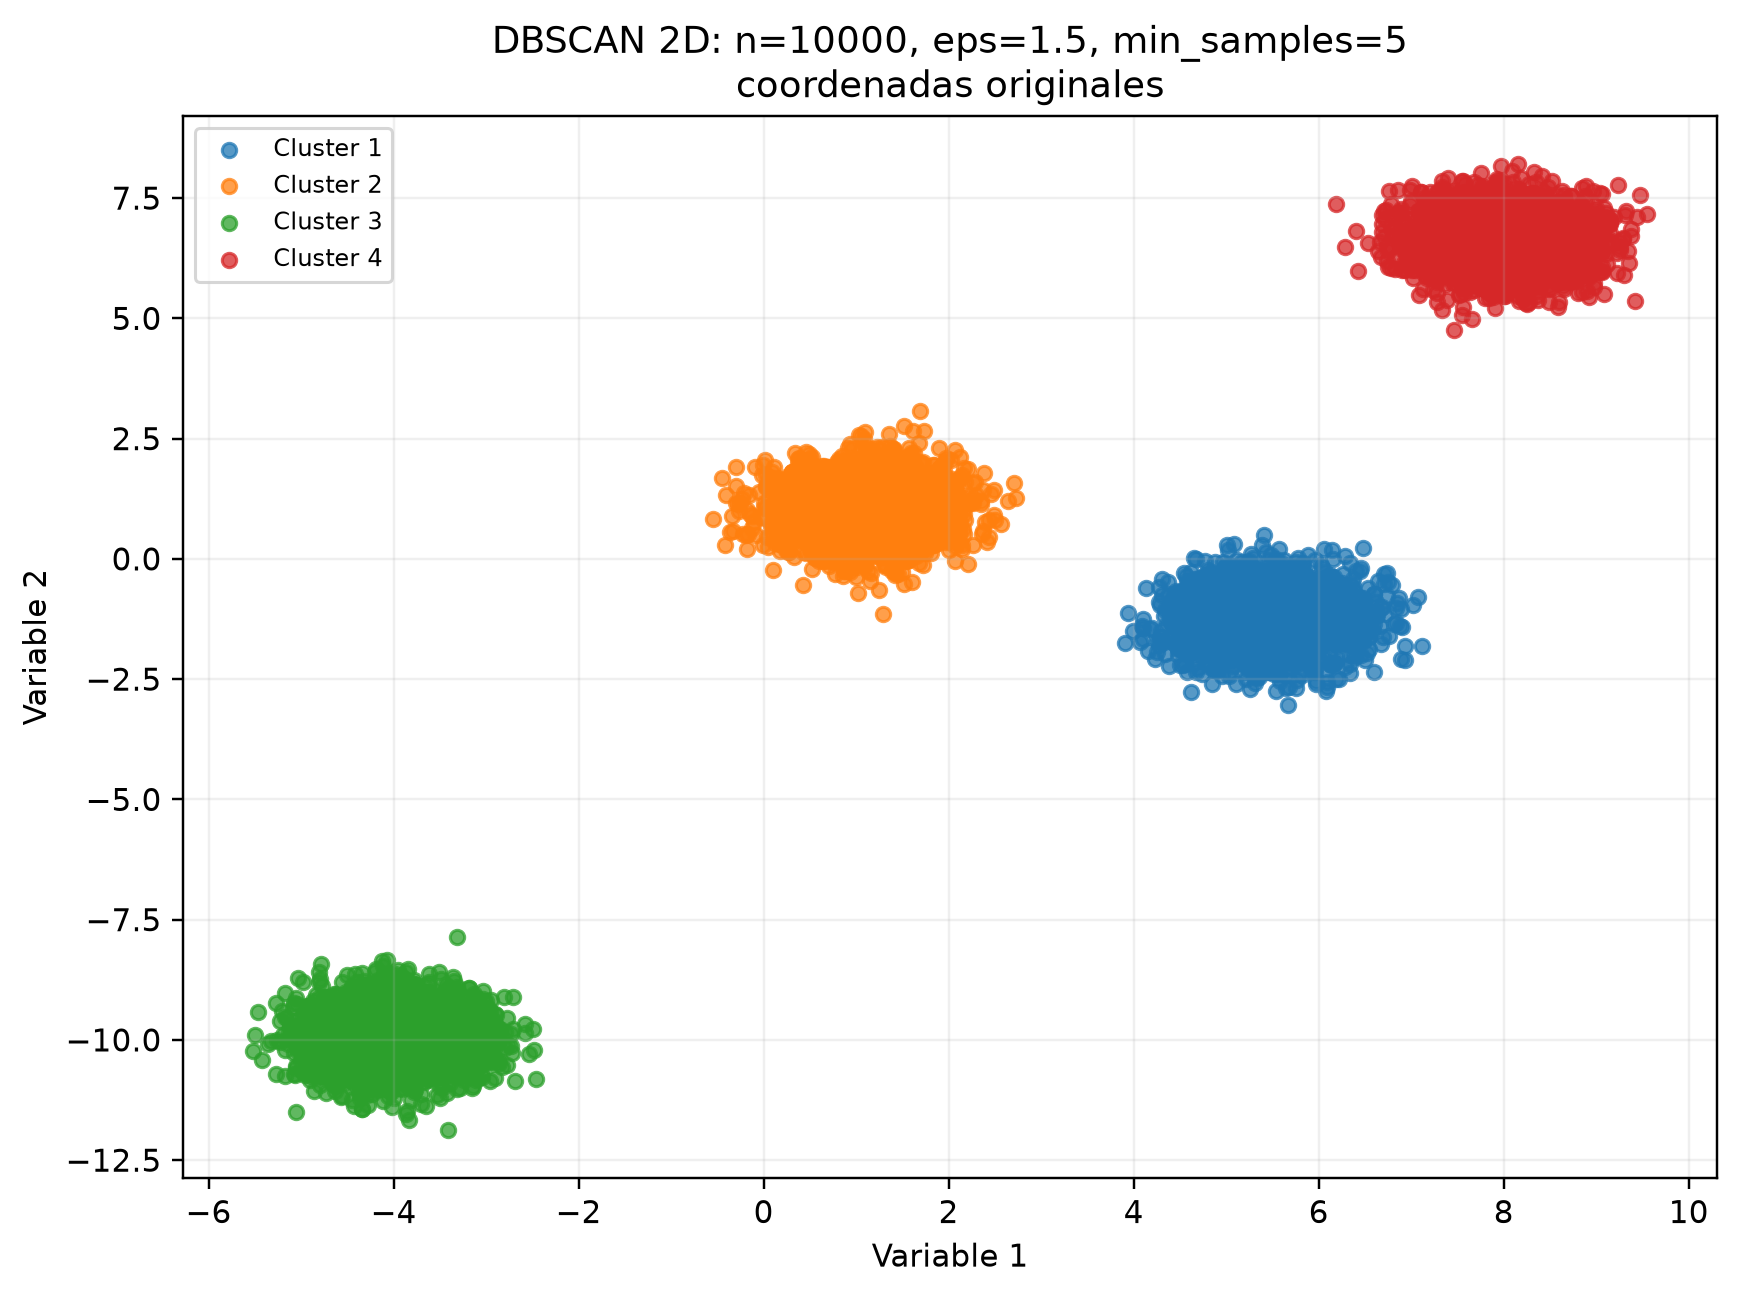 DBSCAN 2D: n=10000, eps=1.5, min_samples=5
coordenadas originales
Cluster 1
Cluster 2
Cluster 3
Cluster 4
7.5
5.0
2.5
0.0
−2.5
−5.0
−7.5
−10.0
−12.5
Variable 2
−6
−4
−2
0
2
4
6
8
10
Variable 1